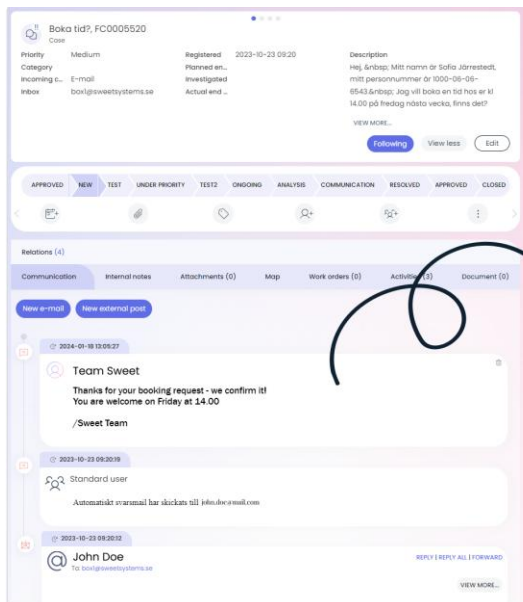 Boka tid?, FC0005520
Case
Priority Medium
Category
Incoming c... E-mail
Inbox box1@sweetsystems.se
Registered 2023-10-23 09:20
Planned en...
Investigated
Actual end ...
Description
Hej, &nbsp; Mitt namn är Sofia Järrestedt,
mitt personnummer är 1000-06-06-
6543.&nbsp; Jag vill boka en tid hos er kl
14.00 på fredag nästa vecka, finns det?
VIEW MORE...
Following View less Edit
APPROVED NEW TEST UNDER PRIORITY TEST2 ONGOING ANALYSIS COMMUNICATION RESOLVED APPROVED CLOSED
Relations (4)
Communication Internal notes Attachments (0) Map Work orders (0) Activities (3) Document (0)
New e-mail New external post
2024-01-18 13:05:27
Team Sweet
Thanks for your booking request - we confirm it!
You are welcome on Friday at 14.00
/Sweet Team
2023-10-23 09:20:19
Standard user
Automatiskt svarsmail har skickats till john.doe@mail.com
2023-10-23 09:20:12
John Doe
To: box1@sweetsystems.se
REPLY | REPLY ALL | FORWARD
VIEW MORE...